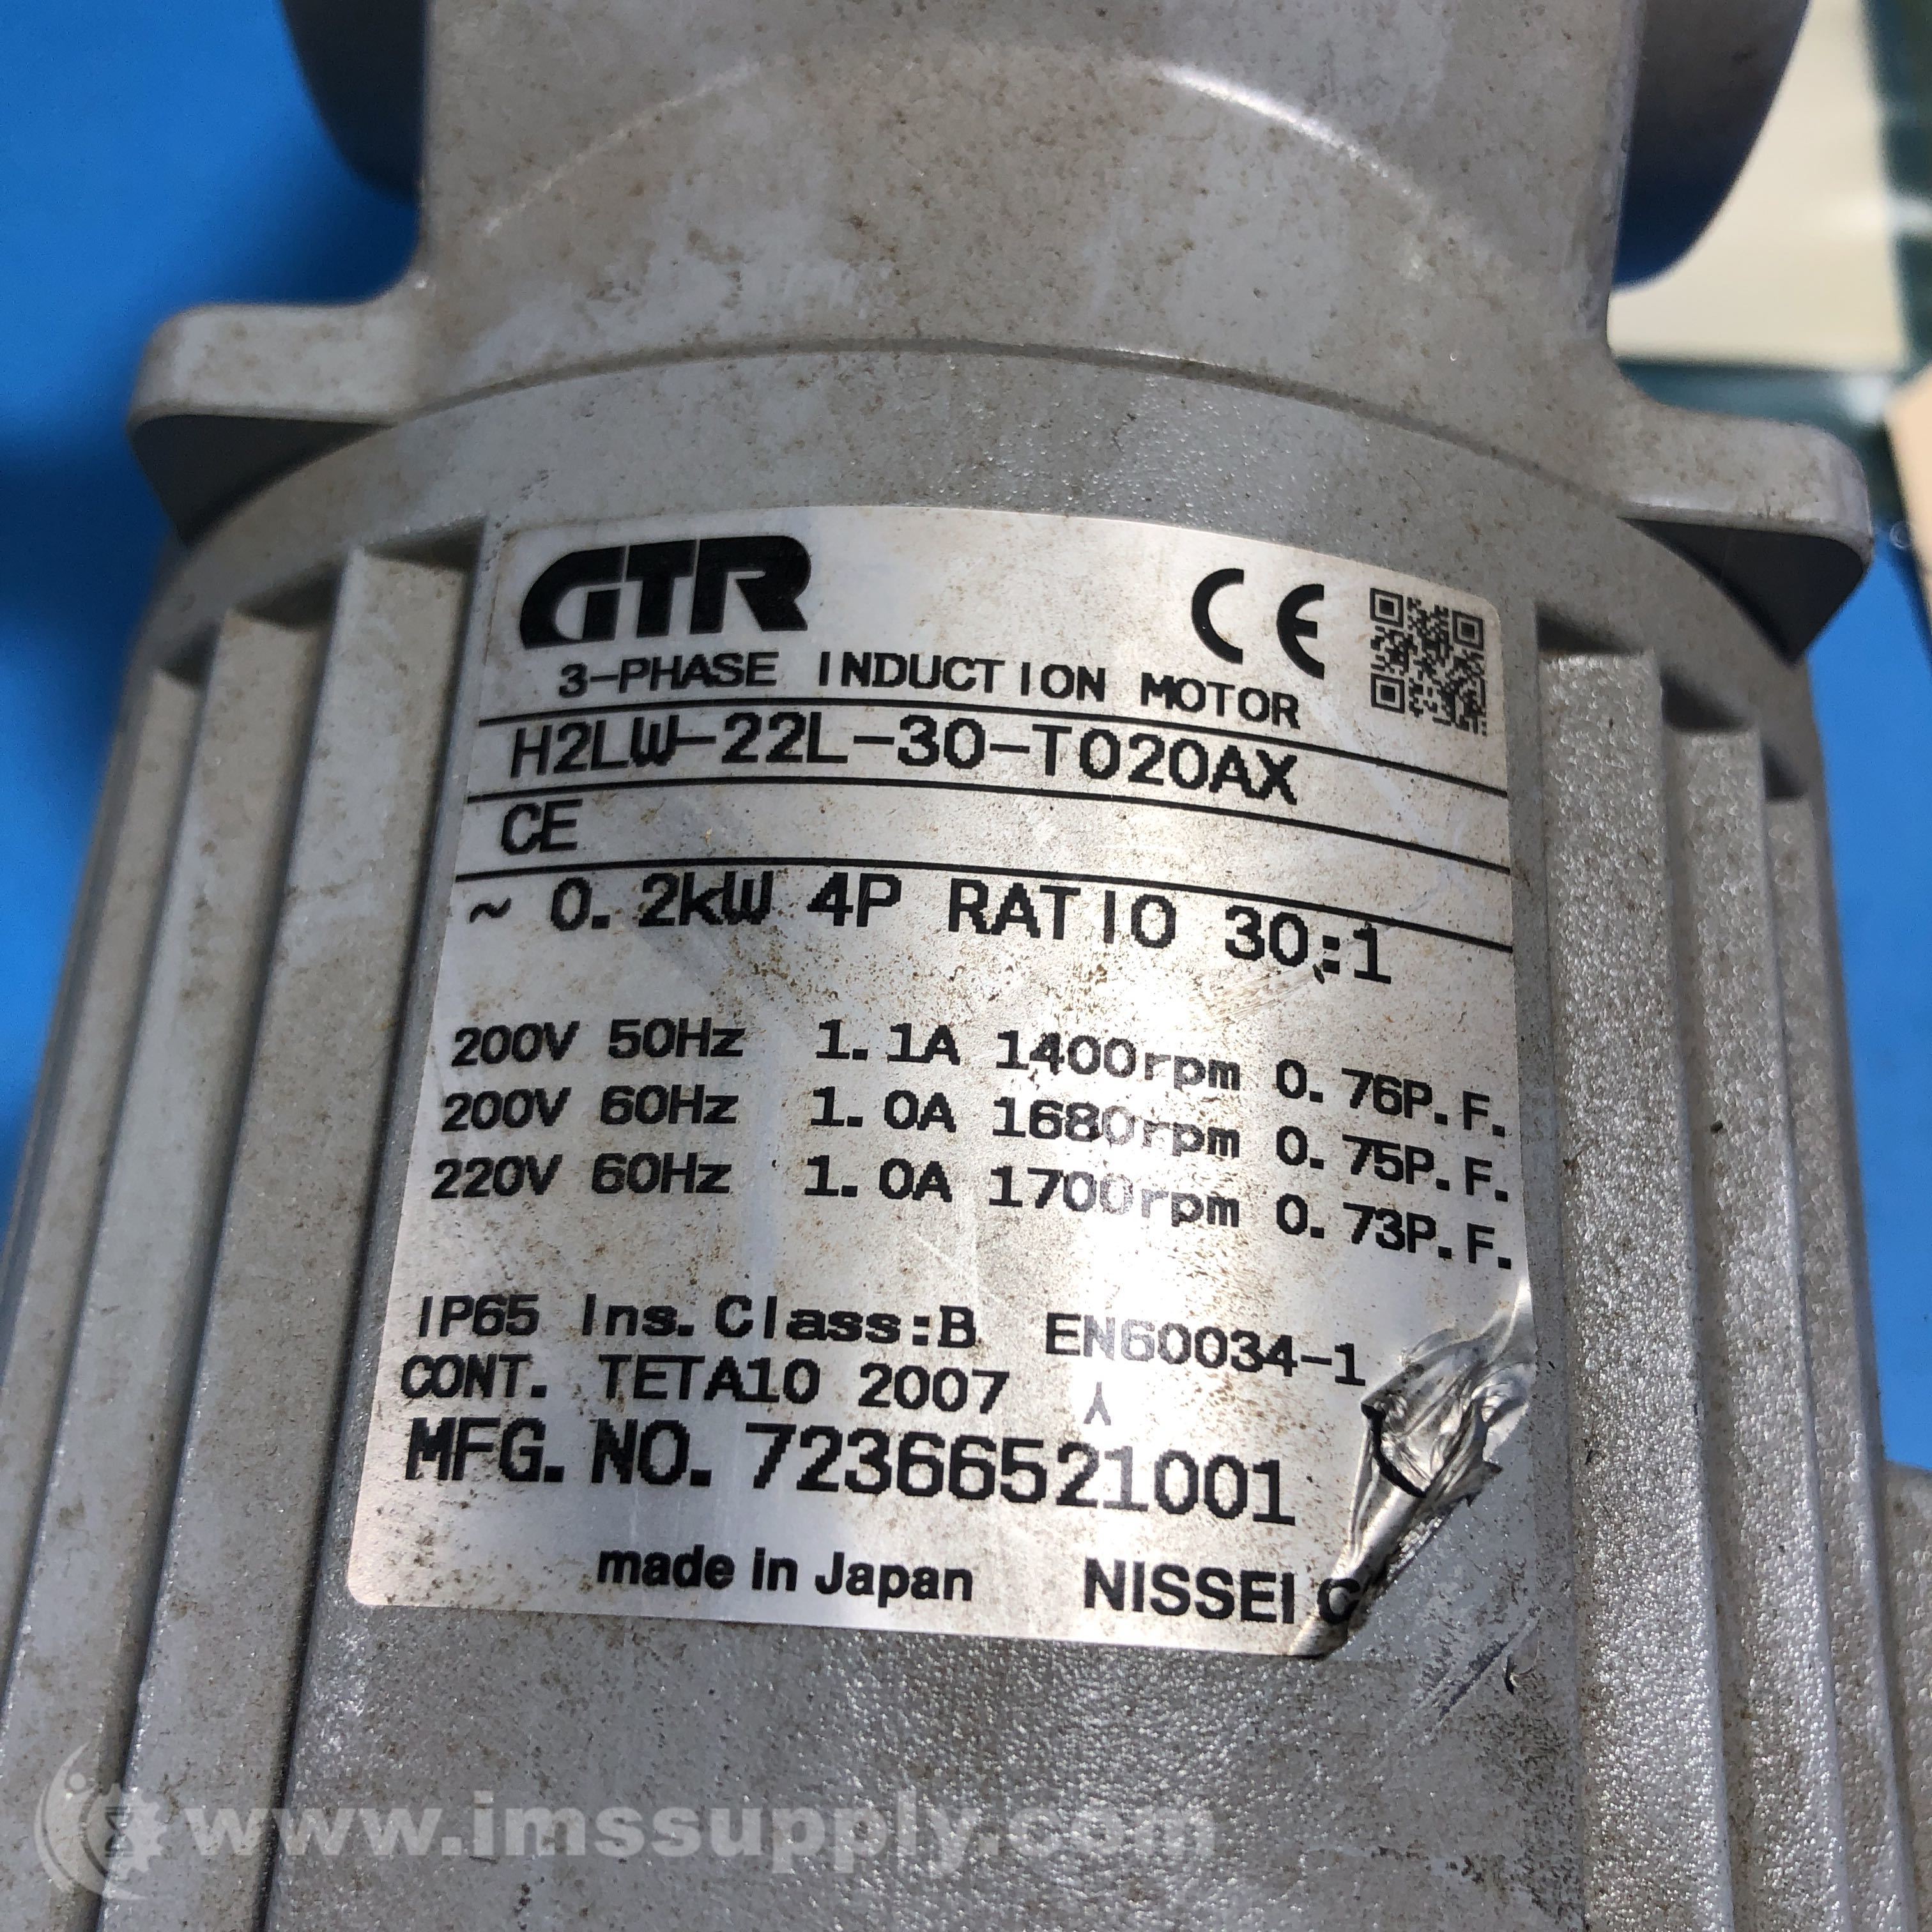 GTR
CE
3-PHASE INDUCTION MOTOR
H2LW-22L-30-T020AX
CE
~ 0.2kW 4P RATIO 30:1
200V 50Hz 1.1A 1400rpm 0.76P.F.
200V 60Hz 1.0A 1680rpm 0.75P.F.
220V 60Hz 1.0A 1700rpm 0.73P.F.
IP65 Ins.Class:B EN60034-1
CONT. TETA10 2007 人
MFG.NO. 72366521001
made in Japan NISSEI
www.imssupply.com